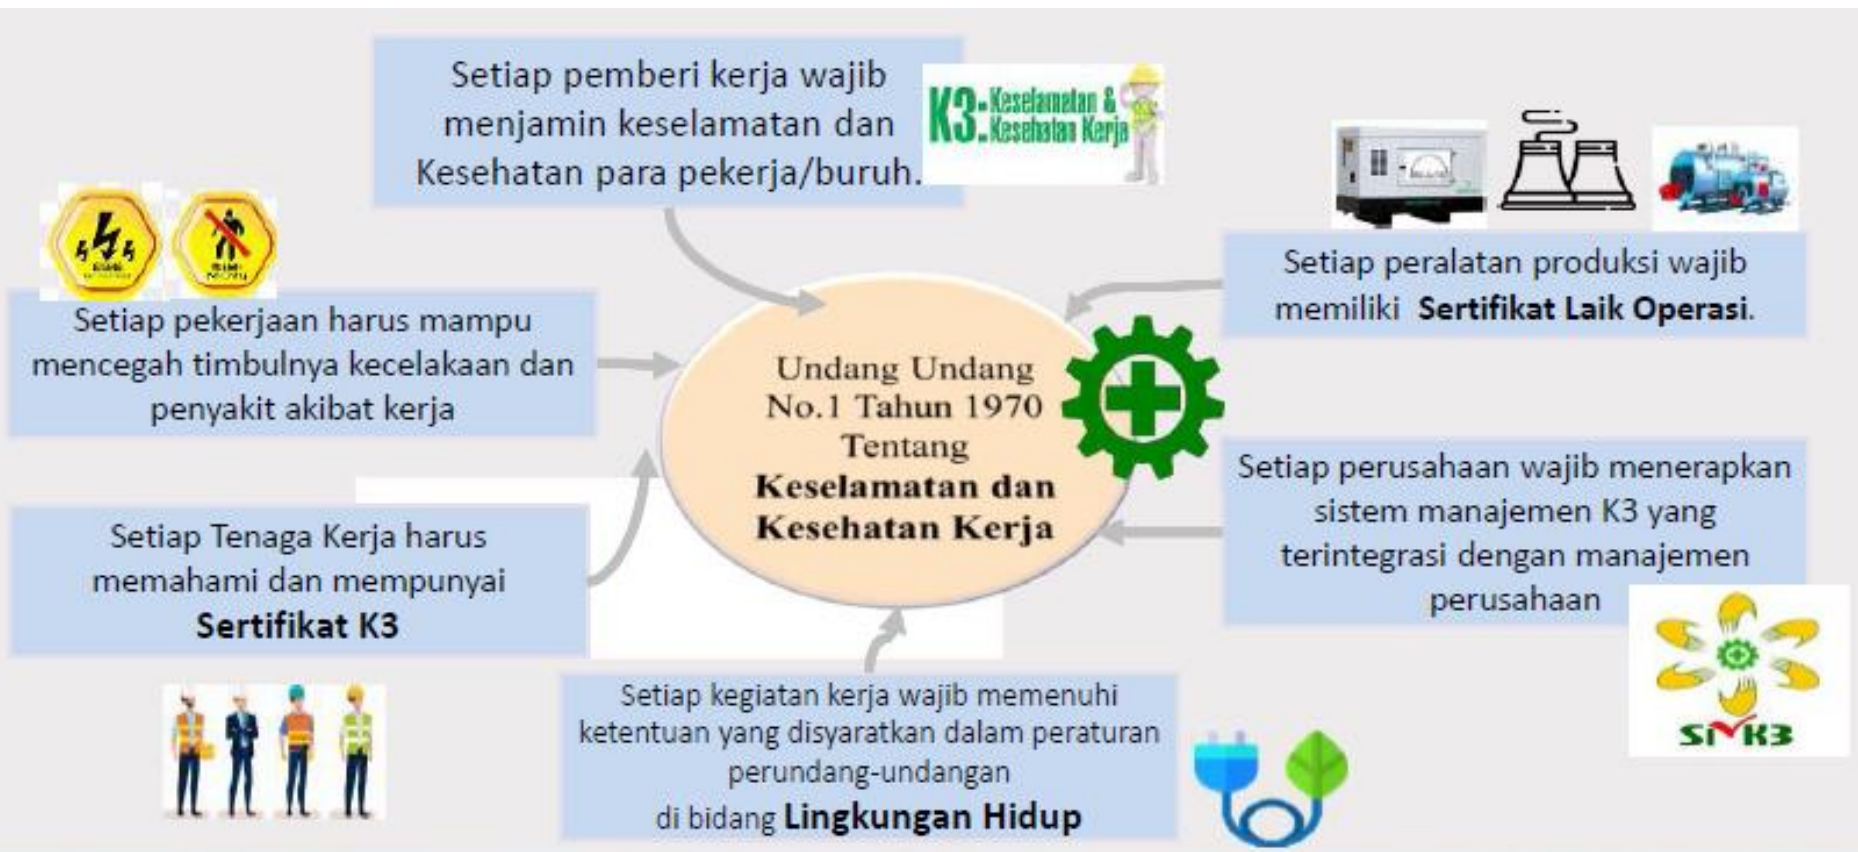 Setiap pemberi kerja wajib
menjamin keselamatan dan
Kesehatan para pekerja/buruh.
K3: Keselamatan &
Kesehatan Kerja
Setiap peralatan produksi wajib
memiliki Sertifikat Laik Operasi.
Setiap pekerjaan harus mampu
mencegah timbulnya kecelakaan dan
penyakit akibat kerja
Undang Undang
No.1 Tahun 1970
Tentang
Keselamatan dan
Kesehatan Kerja
Setiap perusahaan wajib menerapkan
sistem manajemen K3 yang
terintegrasi dengan manajemen
perusahaan
Setiap Tenaga Kerja harus
memahami dan mempunyai
Sertifikat K3
SMK3
Setiap kegiatan kerja wajib memenuhi
ketentuan yang disyaratkan dalam peraturan
perundang-undangan
di bidang Lingkungan Hidup